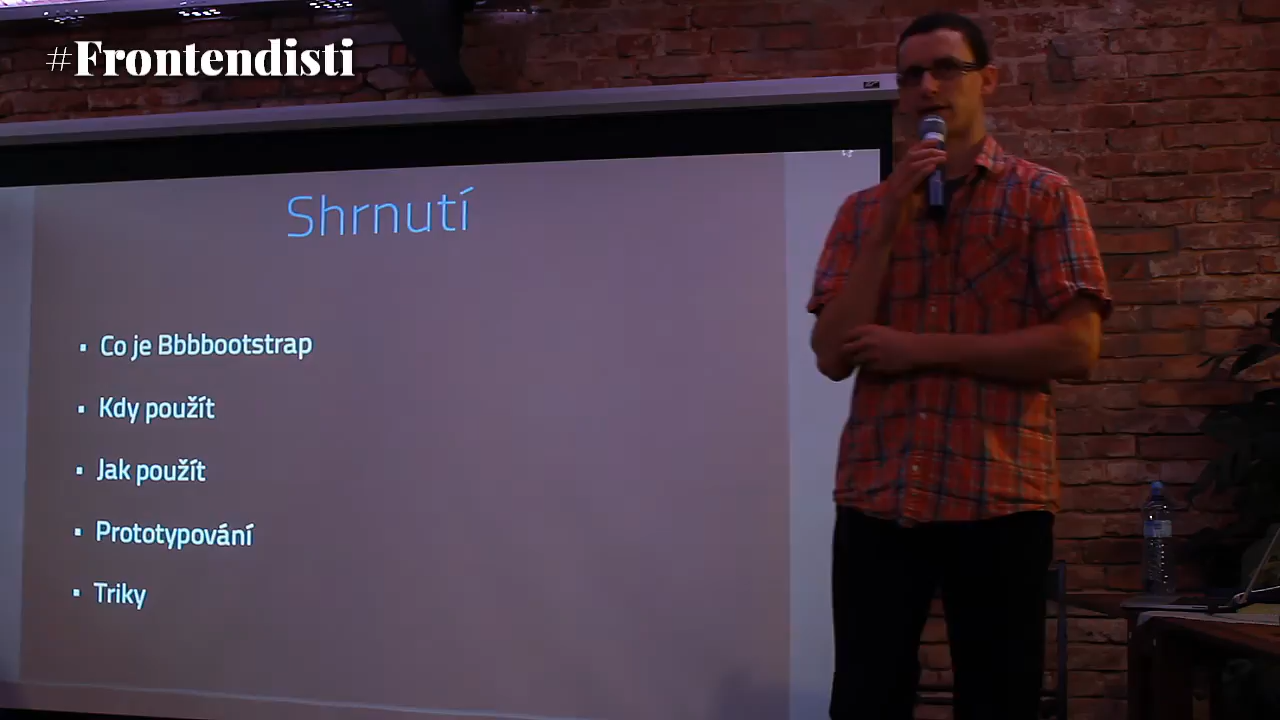 #Frontendisti
Shrnutí
Co je Bbbbootstrap
Kdy použít
Jak použít
Prototypování
Triky